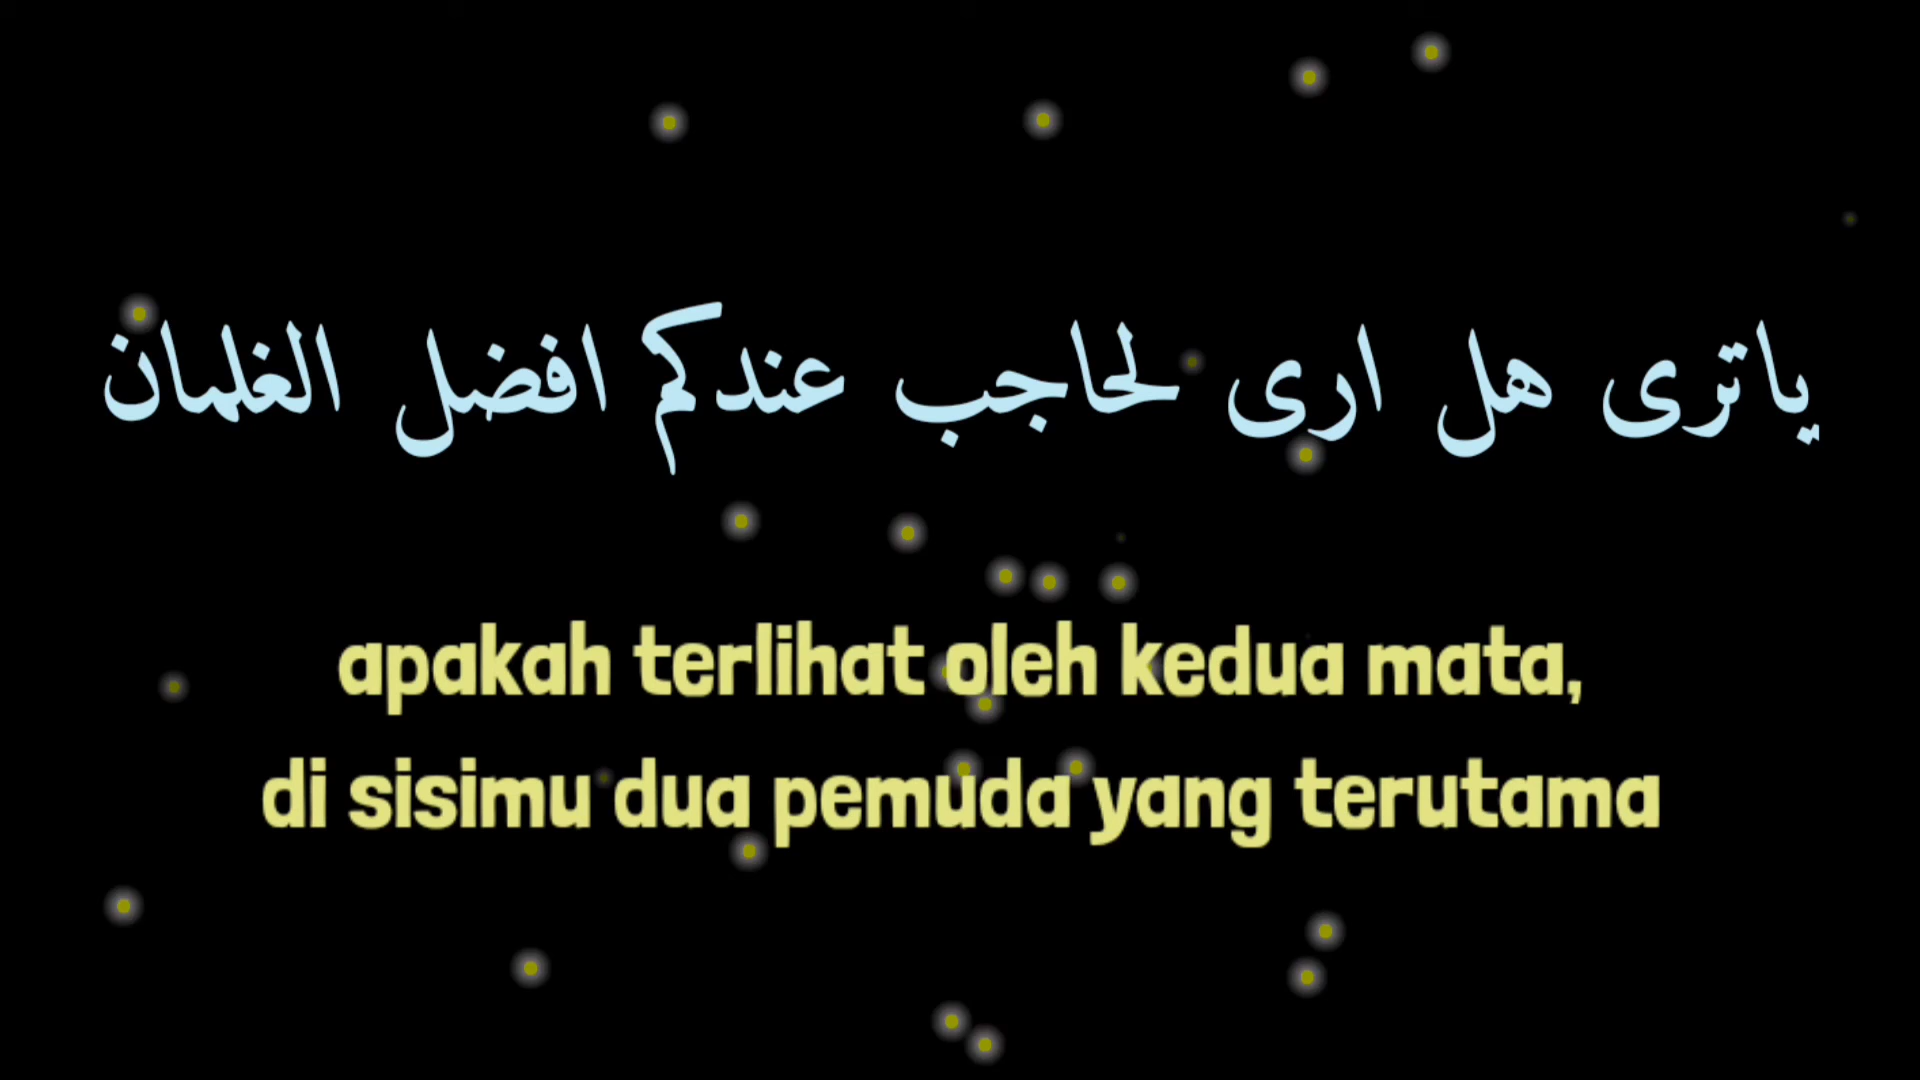 ياترى هل ارى لحاجب عندكم افضل الغلمان
apakah terlihat oleh kedua mata,
di sisimu dua pemuda yang terutama